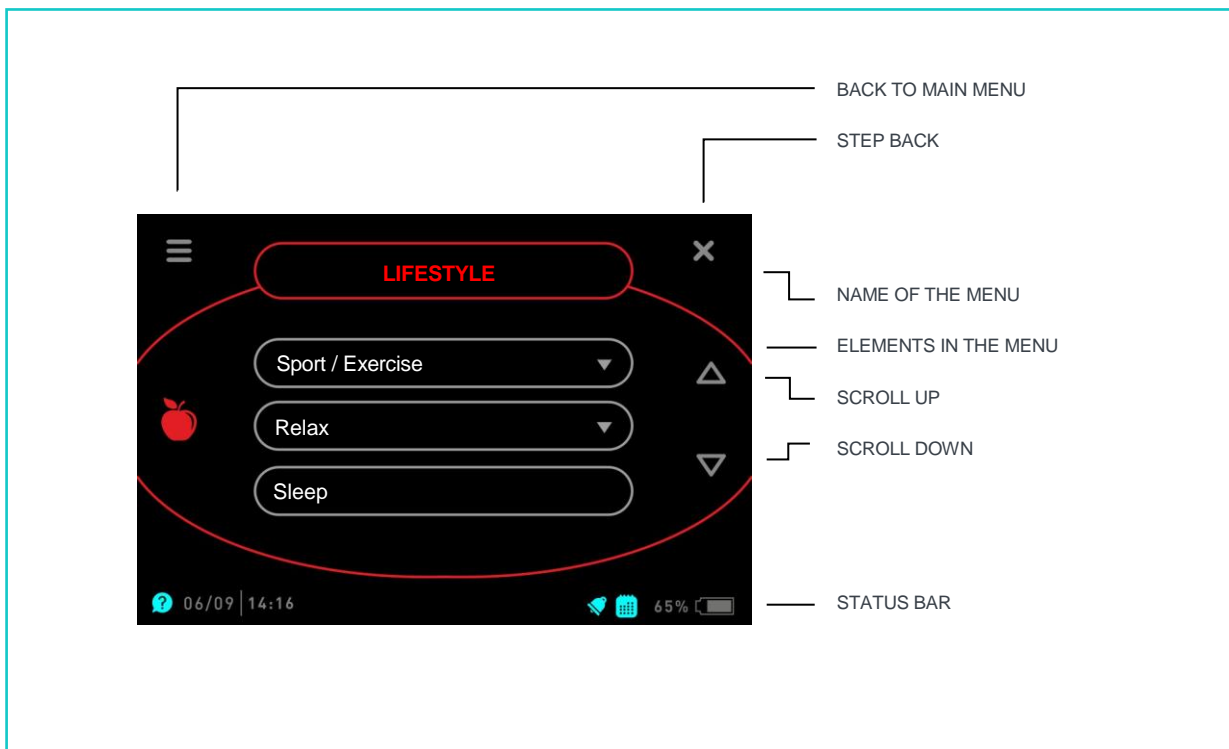 BACK TO MAIN MENU
STEP BACK
LIFESTYLE
NAME OF THE MENU
ELEMENTS IN THE MENU
Sport / Exercise
SCROLL UP
Relax
SCROLL DOWN
Sleep
? 06/09 | 14:16
65%
STATUS BAR